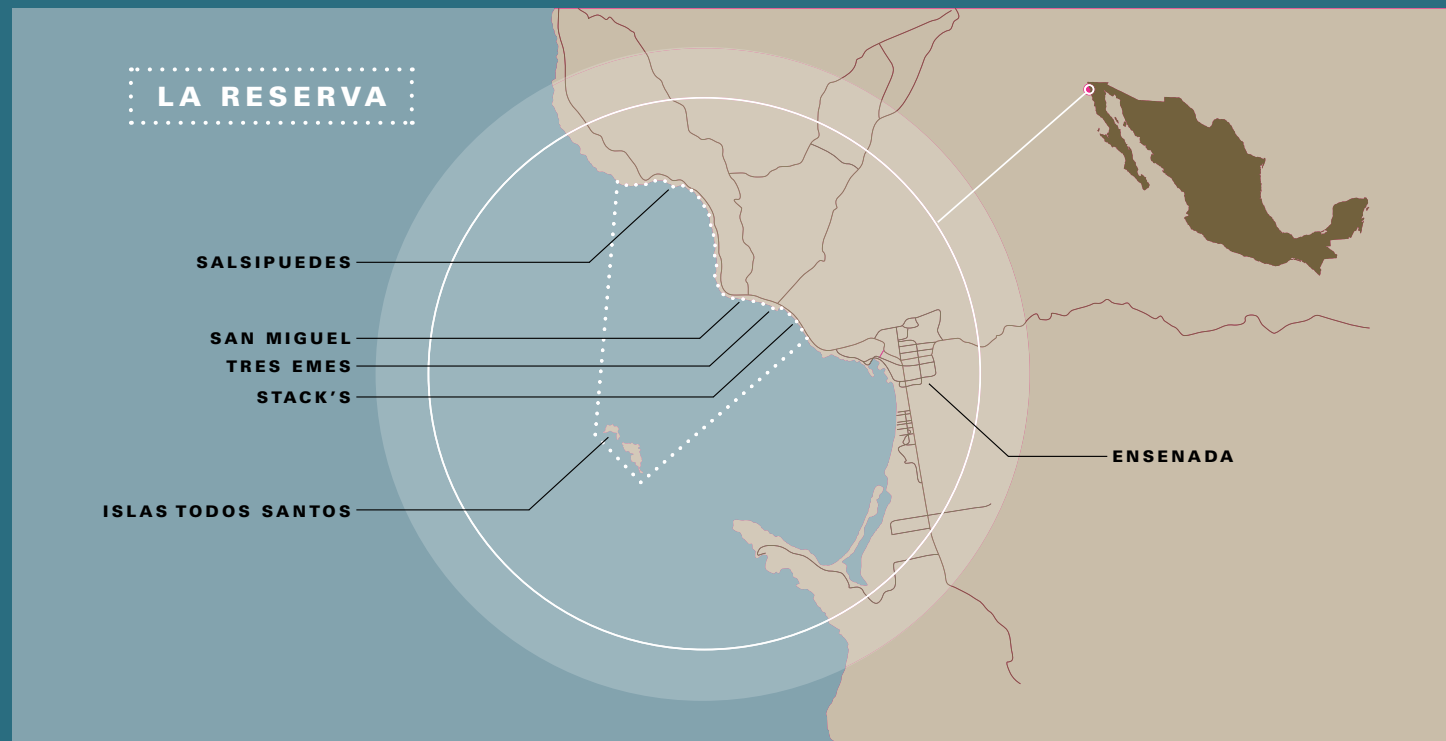 LA RESERVA
SALSIPUEDES
SAN MIGUEL
TRES EMES
STACK'S
ENSENADA
ISLAS TODOS SANTOS